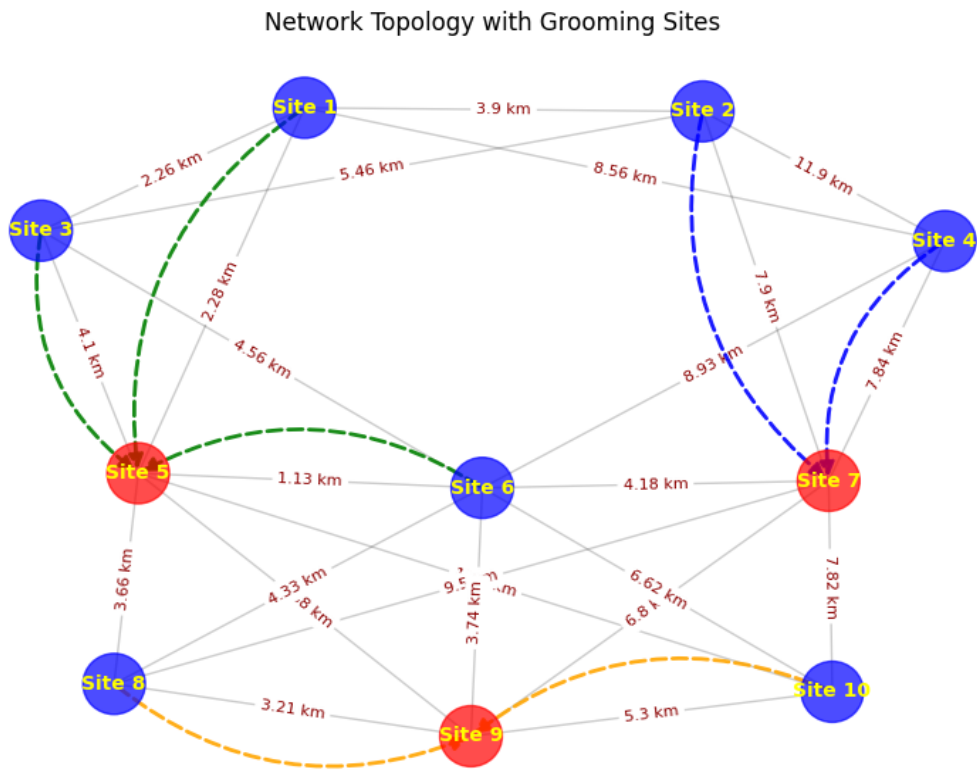 Network Topology with Grooming Sites
Site 1
3.9 km
Site 2
2.26 km
5.46 km
8.56 km
11.9 km
Site 3
Site 4
2.28 km
7.9 km
4.1 km
4.56 km
8.93 km
7.84 km
Site 5
1.13 km
Site 6
4.18 km
Site 7
3.66 km
4.33 km
3.74 km
6.62 km
7.82 km
Site 8
3.21 km
Site 9
5.3 km
Site 10